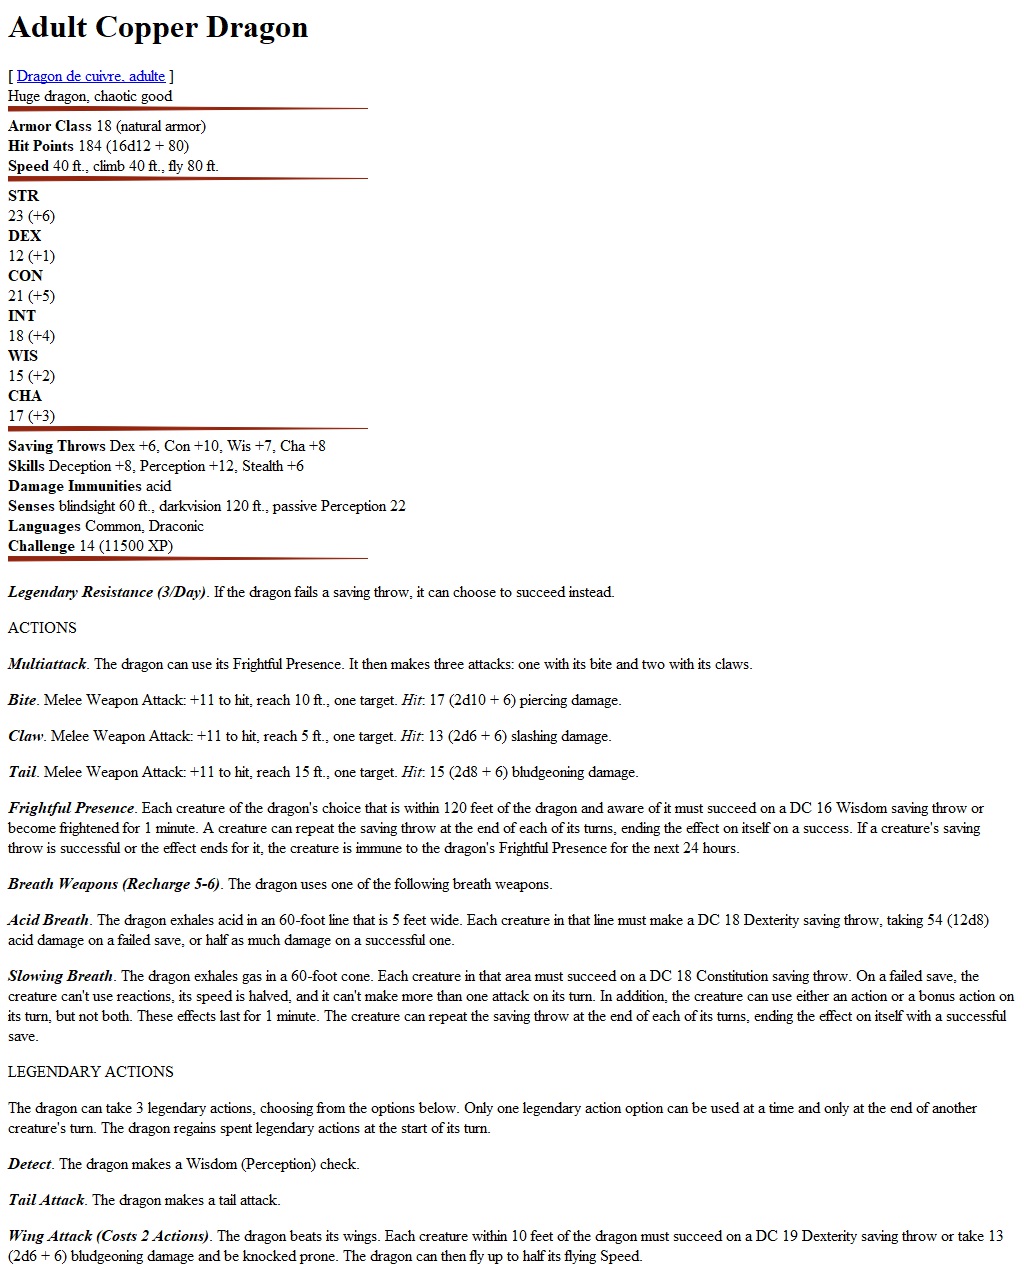 Adult Copper Dragon
[ Dragon de cuivre, adulte ]
Huge dragon, chaotic good
Armor Class 18 (natural armor)
Hit Points 184 (16d12 + 80)
Speed 40 ft., climb 40 ft., fly 80 ft.
STR
23 (+6)
DEX
12 (+1)
CON
21 (+5)
INT
18 (+4)
WIS
15 (+2)
CHA
17 (+3)
Saving Throws Dex +6, Con +10, Wis +7, Cha +8
Skills Deception +8, Perception +12, Stealth +6
Damage Immunities acid
Senses blindsight 60 ft., darkvision 120 ft., passive Perception 22
Languages Common, Draconic
Challenge 14 (11500 XP)
Legendary Resistance (3/Day). If the dragon fails a saving throw, it can choose to succeed instead.
ACTIONS
Multiattack. The dragon can use its Frightful Presence. It then makes three attacks: one with its bite and two with its claws.
Bite. Melee Weapon Attack: +11 to hit, reach 10 ft., one target. Hit: 17 (2d10 + 6) piercing damage.
Claw. Melee Weapon Attack: +11 to hit, reach 5 ft., one target. Hit: 13 (2d6 + 6) slashing damage.
Tail. Melee Weapon Attack: +11 to hit, reach 15 ft., one target. Hit: 15 (2d8 + 6) bludgeoning damage.
Frightful Presence. Each creature of the dragon's choice that is within 120 feet of the dragon and aware of it must succeed on a DC 16 Wisdom saving throw or
become frightened for 1 minute. A creature can repeat the saving throw at the end of each of its turns, ending the effect on itself on a success. If a creature's saving
throw is successful or the effect ends for it, the creature is immune to the dragon's Frightful Presence for the next 24 hours.
Breath Weapons (Recharge 5-6). The dragon uses one of the following breath weapons.
Acid Breath. The dragon exhales acid in an 60-foot line that is 5 feet wide. Each creature in that line must make a DC 18 Dexterity saving throw, taking 54 (12d8)
acid damage on a failed save, or half as much damage on a successful one.
Slowing Breath. The dragon exhales gas in a 60-foot cone. Each creature in that area must succeed on a DC 18 Constitution saving throw. On a failed save, the
creature can't use reactions, its speed is halved, and it can't make more than one attack on its turn. In addition, the creature can use either an action or a bonus action on
its turn, but not both. These effects last for 1 minute. The creature can repeat the saving throw at the end of each of its turns, ending the effect on itself with a successful
save.
LEGENDARY ACTIONS
The dragon can take 3 legendary actions, choosing from the options below. Only one legendary action option can be used at a time and only at the end of another
creature's turn. The dragon regains spent legendary actions at the start of its turn.
Detect. The dragon makes a Wisdom (Perception) check.
Tail Attack. The dragon makes a tail attack.
Wing Attack (Costs 2 Actions). The dragon beats its wings. Each creature within 10 feet of the dragon must succeed on a DC 19 Dexterity saving throw or take 13
(2d6 + 6) bludgeoning damage and be knocked prone. The dragon can then fly up to half its flying Speed.